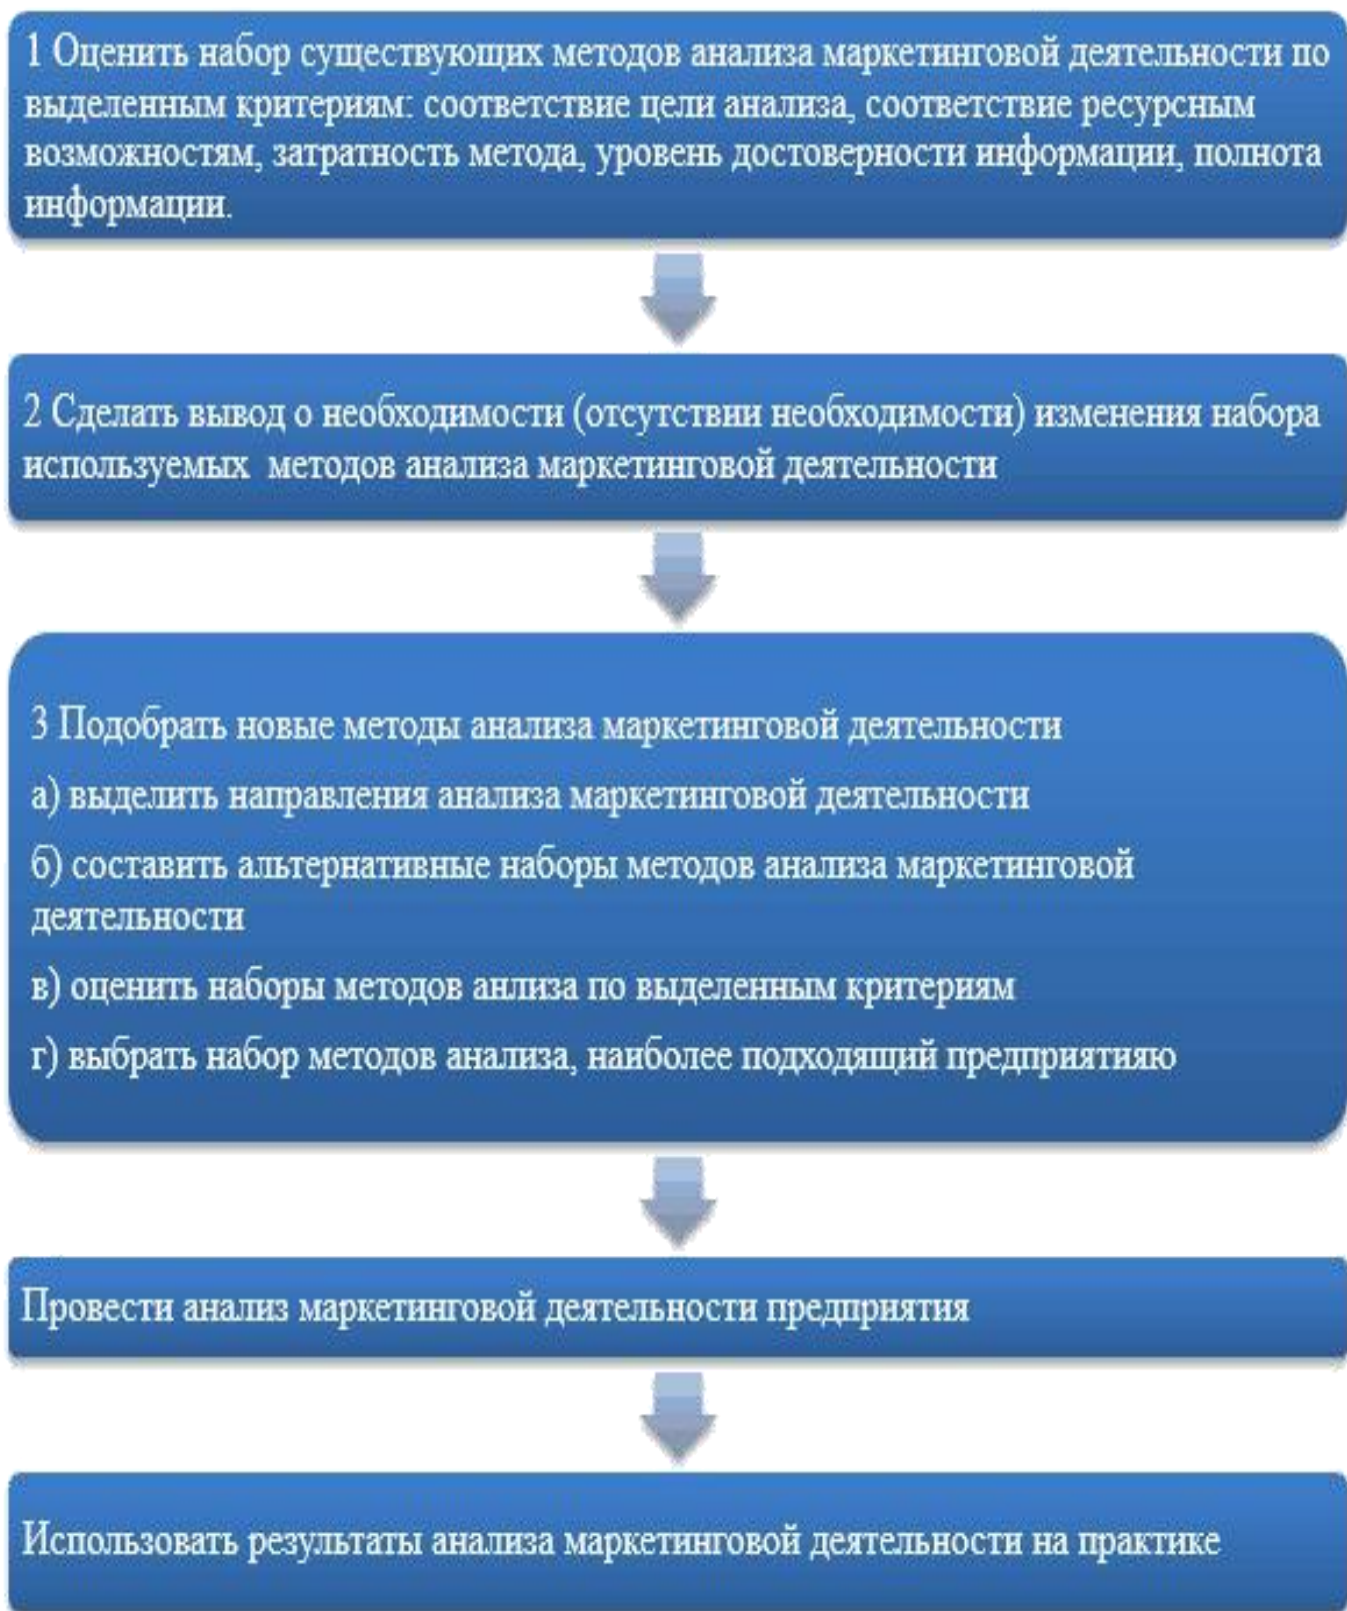 1 Оценить набор существующих методов анализа маркетинговой деятельности по
выделенным критериям: соответствие цели анализа, соответствие ресурсным
возможностям, затратность метода, уровень достоверности информации, полнота
информации.
2 Сделать вывод о необходимости (отсутствии необходимости) изменения набора
используемых методов анализа маркетинговой деятельности
3 Подобрать новые методы анализа маркетинговой деятельности
а) выделить направления анализа маркетинговой деятельности
б) составить альтернативные наборы методов анализа маркетинговой
деятельности
в) оценить наборы методов анлиза по выделенным критериям
г) выбрать набор методов анализа, наиболее подходящий предприятияю
Провести анализ маркетинговой деятельности предприятия
Использовать результаты анализа маркетинговой деятельности на практике